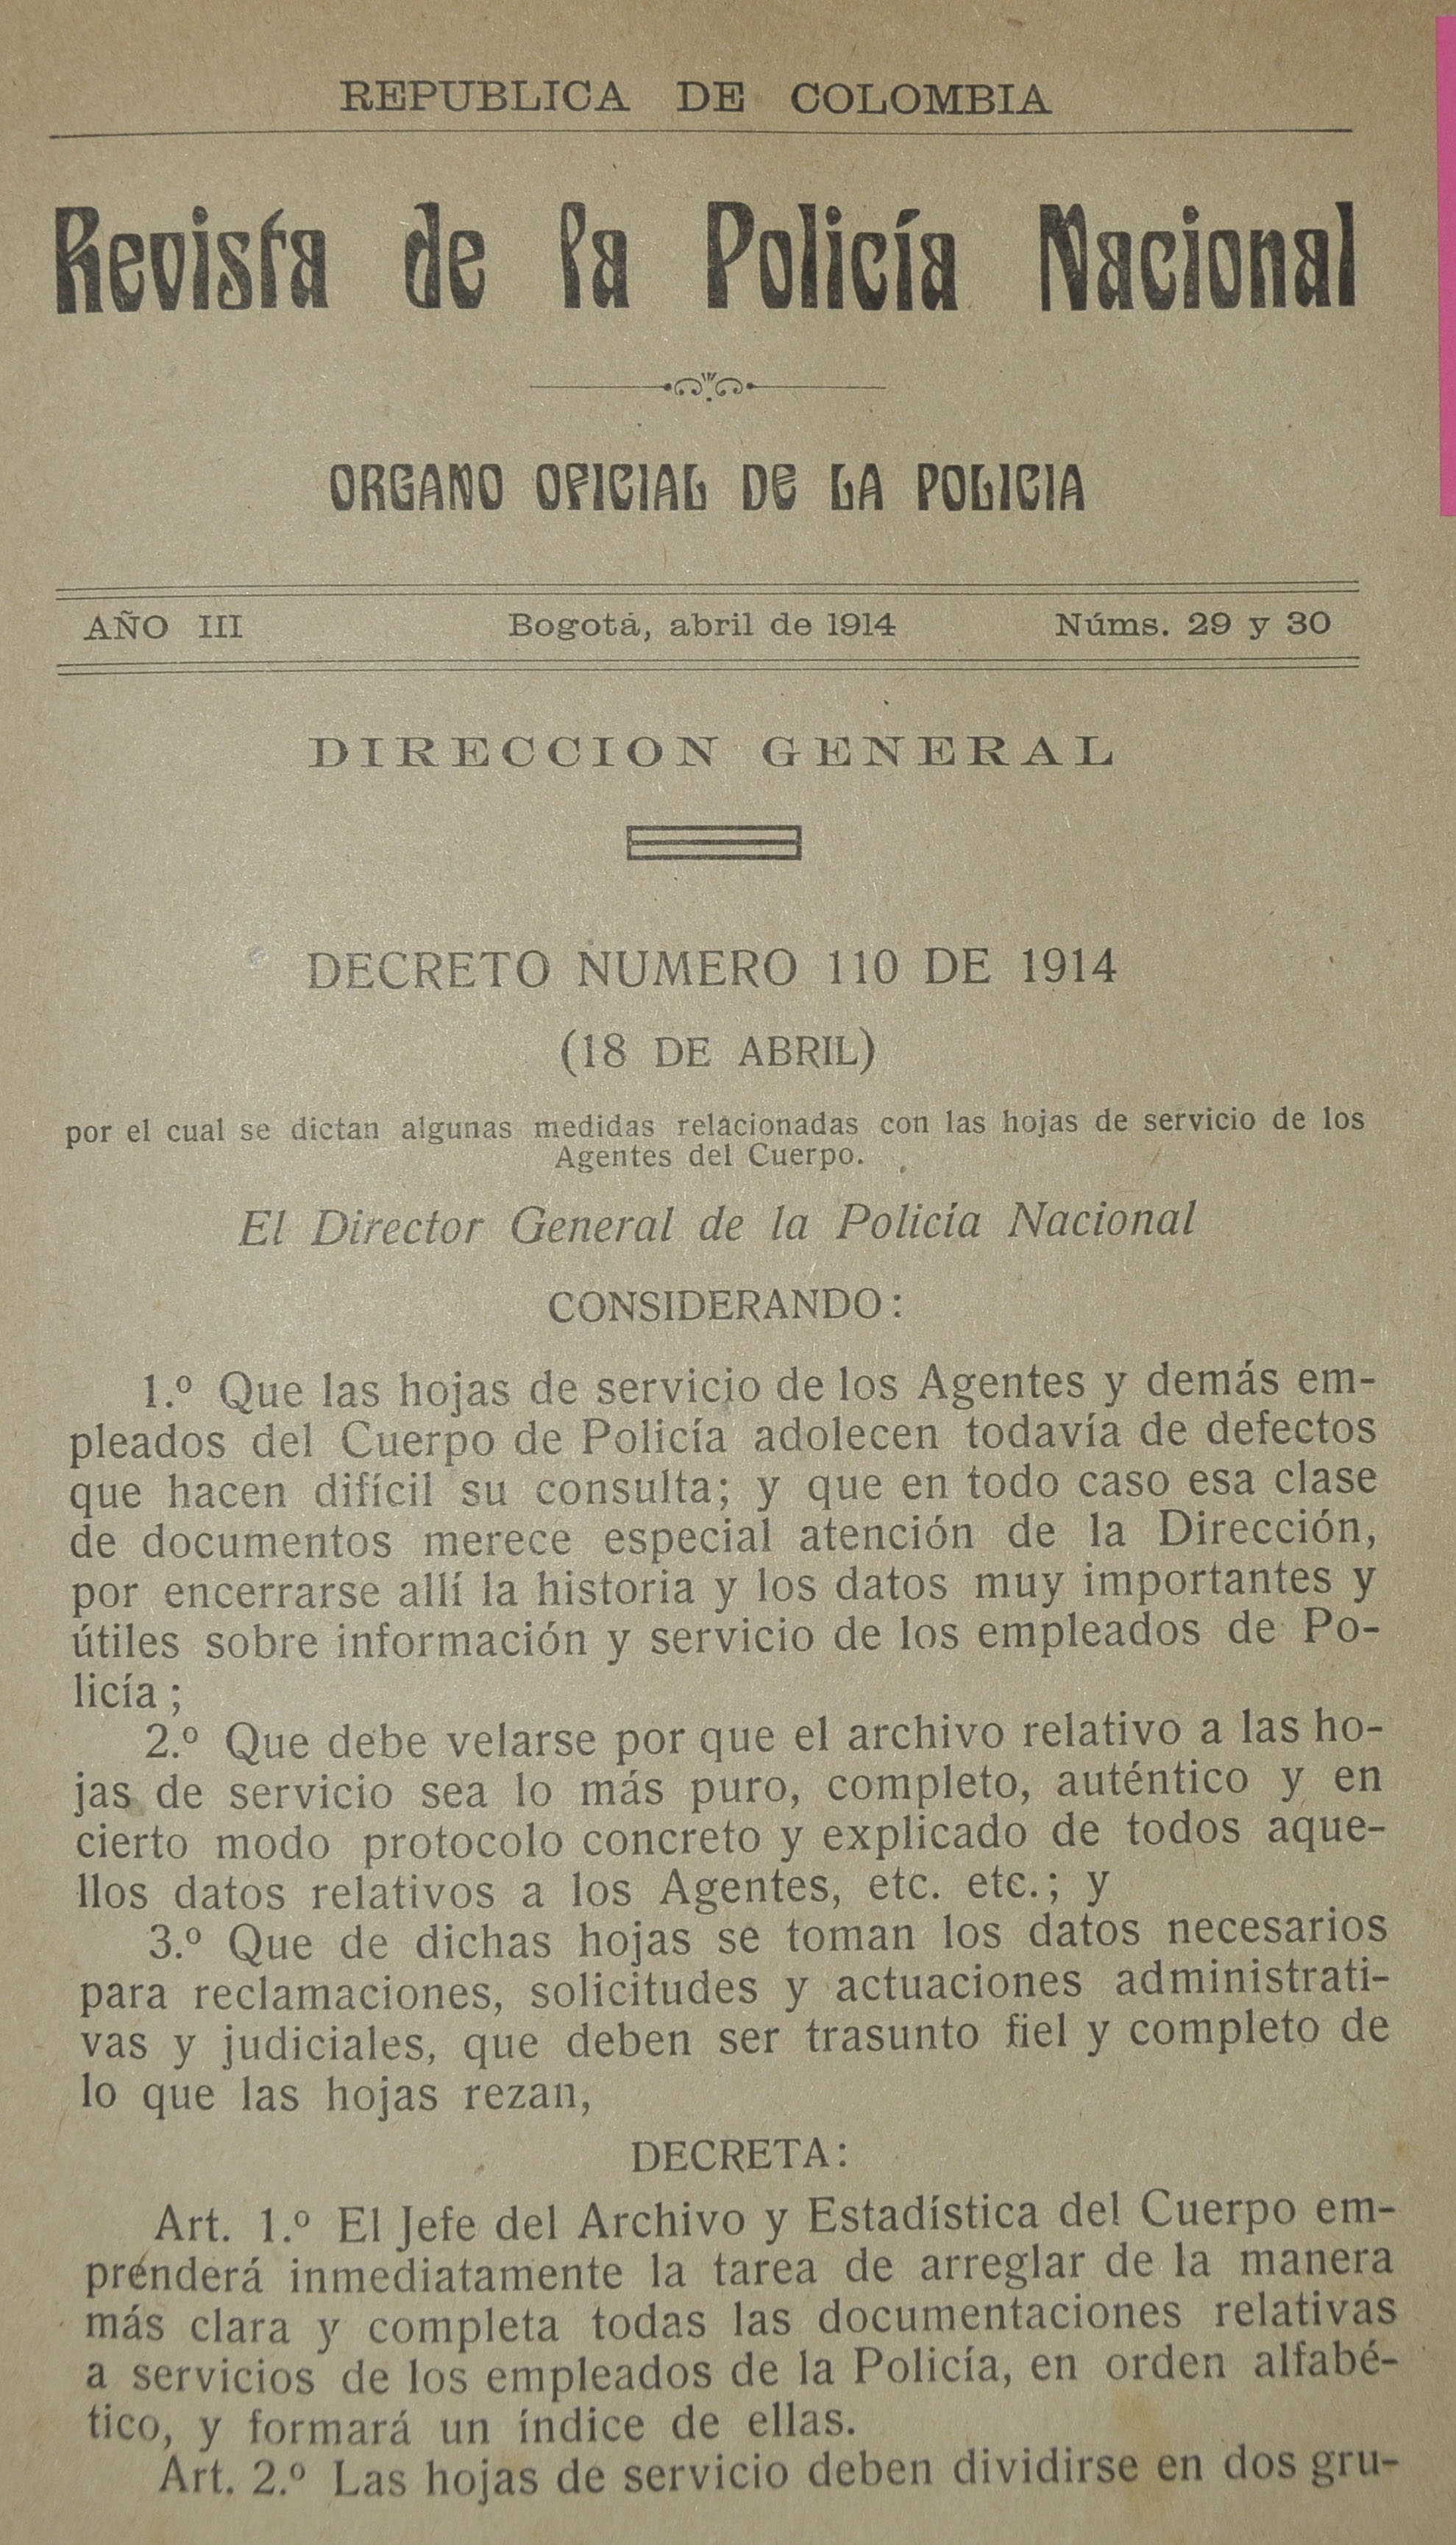 REPUBLICA DE COLOMBIA
Revista de la Policía Nacional
ORGANO OFICIAL DE LA POLICIA
AÑO III Bogotá, abril de 1914 Núms. 29 y 30
DIRECCION GENERAL
DECRETO NUMERO 110 DE 1914
(18 DE ABRIL)
por el cual se dictan algunas medidas relacionadas con las hojas de servicio de los
Agentes del Cuerpo.
El Director General de la Policía Nacional
CONSIDERANDO:
1.º Que las hojas de servicio de los Agentes y demás em-
pleados del Cuerpo de Policía adolecen todavía de defectos
que hacen difícil su consulta; y que en todo caso esa clase
de documentos merece especial atención de la Dirección,
por encerrarse allí la historia y los datos muy importantes y
útiles sobre información y servicio de los empleados de Po-
licía;
2.º Que debe velarse por que el archivo relativo a las ho-
jas de servicio sea lo más puro, completo, auténtico y en
cierto modo protocolo concreto y explicado de todos aque-
llos datos relativos a los Agentes, etc. etc.; y
3.º Que de dichas hojas se toman los datos necesarios
para reclamaciones, solicitudes y actuaciones administrati-
vas y judiciales, que deben ser trasunto fiel y completo de
lo que las hojas rezan,
DECRETA:
Art. 1.º El Jefe del Archivo y Estadística del Cuerpo em-
prenderá inmediatamente la tarea de arreglar de la manera
más clara y completa todas las documentaciones relativas
a servicios de los empleados de la Policía, en orden alfabé-
tico, y formará un índice de ellas.
Art. 2.º Las hojas de servicio deben dividirse en dos gru-